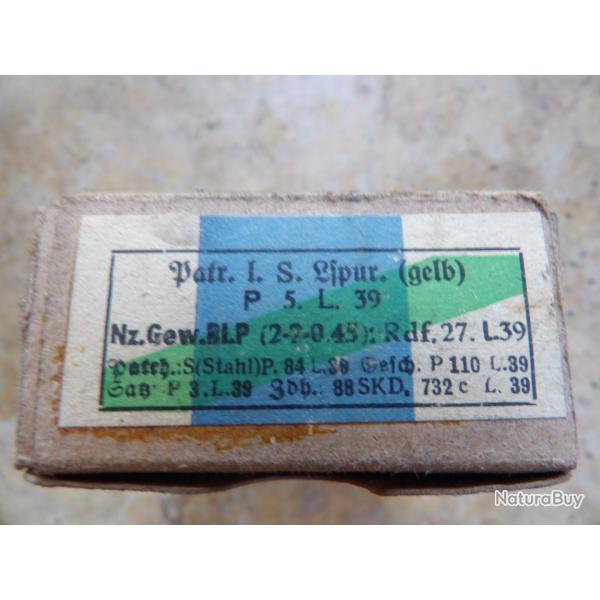 Patr. l. S. Lſpur. (gelb)
P 5. L. 39
Nz.Gew.BLP (2-2-0.45): Rdf. 27. L.39
Patrh.:S(Stahl)P. 84 L.38 Geſch. P 110 L.39
Satz P 3.L.39 Zdh.: 88 SKD. 732 c L. 39
NaturaBuy